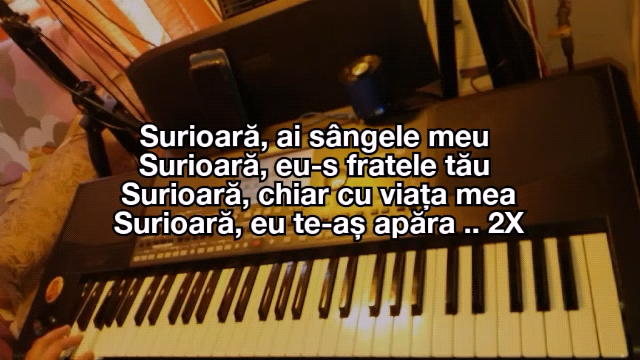 Surioară, ai sângele meu
Surioară, eu-s fratele tău
Surioară, chiar cu viața mea
Surioară, eu te-aș apăra .. 2X